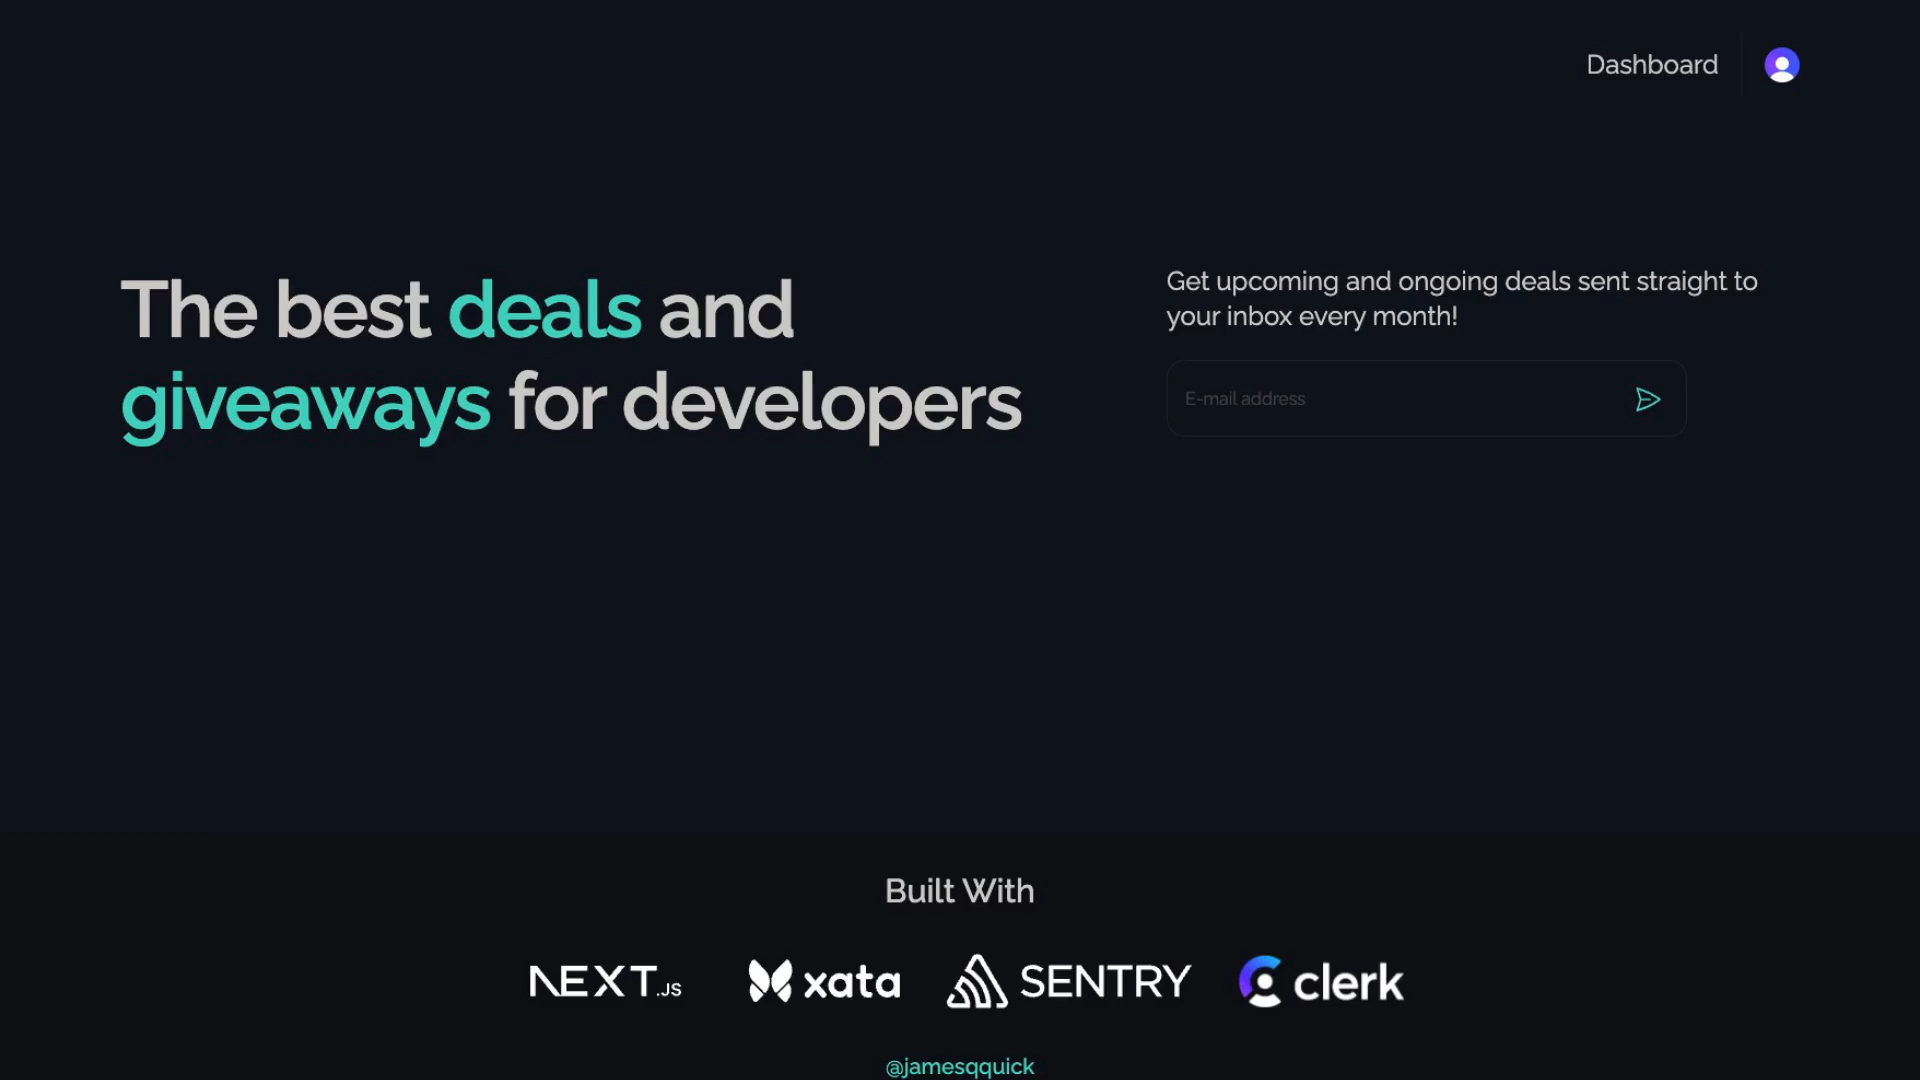 Dashboard
The best deals and
giveaways for developers
Get upcoming and ongoing deals sent straight to
your inbox every month!
E-mail address
Built With
NEXT.JS
xata
SENTRY
clerk
@jamesqquick